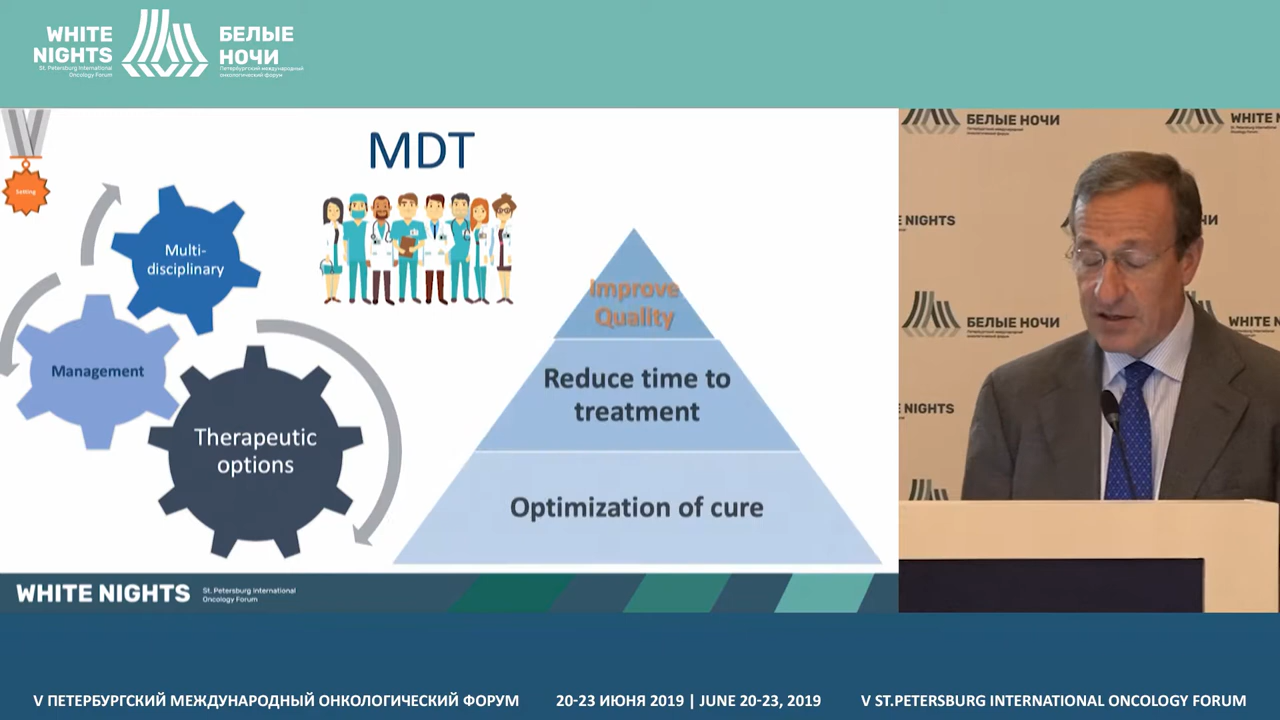 WHITE
NIGHTS
St. Petersburg International
Oncology Forum
БЕЛЫЕ
НОЧИ
Петербургский международный
онкологический форум
MDT
Setting
Multi-
disciplinary
Management
Therapeutic
options
Improve
Quality
Reduce time to
treatment
Optimization of cure
WHITE NIGHTS
St. Petersburg International
Oncology Forum
БЕЛЫЕ НОЧИ
WHITE N
NIGHTS
НОЧИ
БЕЛЫЕ НОЧИ
WHITE N
NIGHTS
БЕЛЫЕ НОЧИ
V ПЕТЕРБУРГСКИЙ МЕЖДУНАРОДНЫЙ ОНКОЛОГИЧЕСКИЙ ФОРУМ
20-23 ИЮНЯ 2019 | JUNE 20-23, 2019
V ST.PETERSBURG INTERNATIONAL ONCOLOGY FORUM